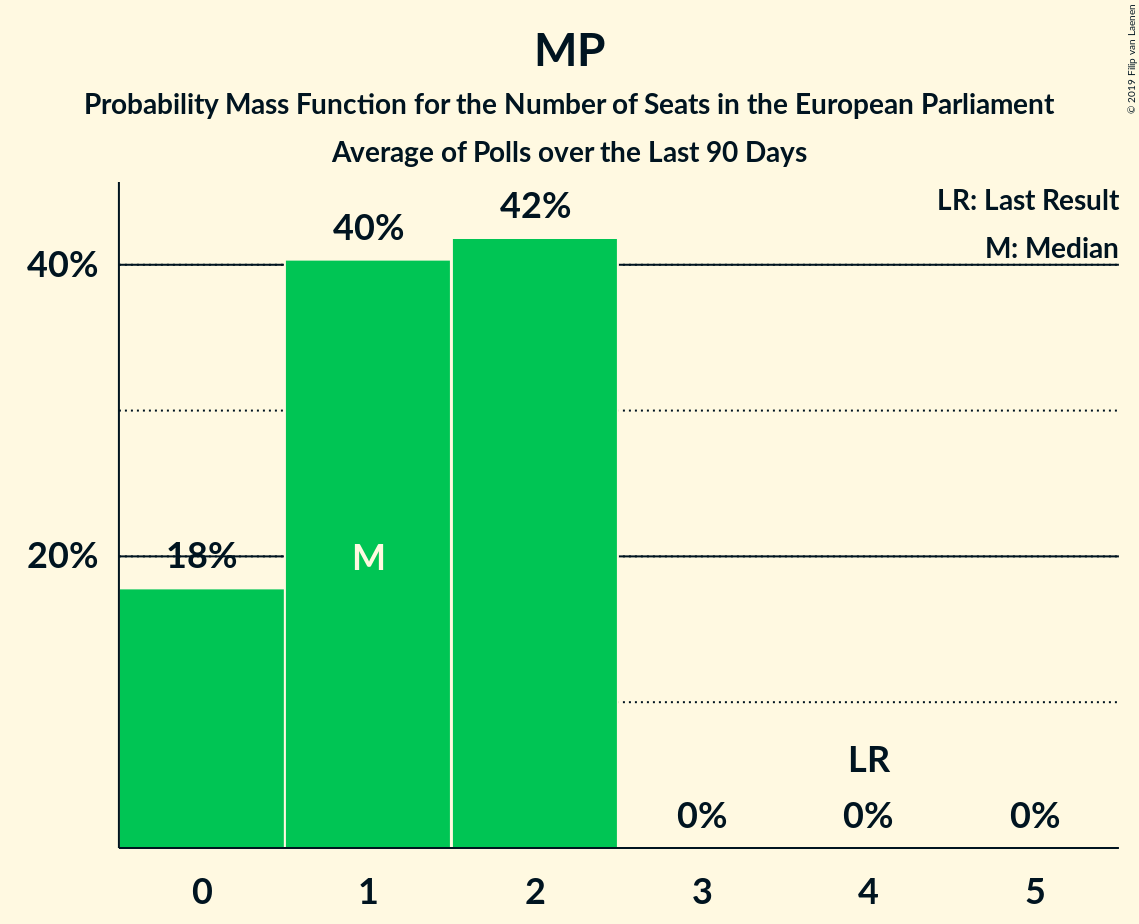 MP
Probability Mass Function for the Number of Seats in the European Parliament
Average of Polls over the Last 90 Days
© 2019 Filip van Laenen
LR: Last Result
M: Median
40%
20%
18%
40%
42%
M
LR
0%
0%
0%
0
1
2
3
4
5